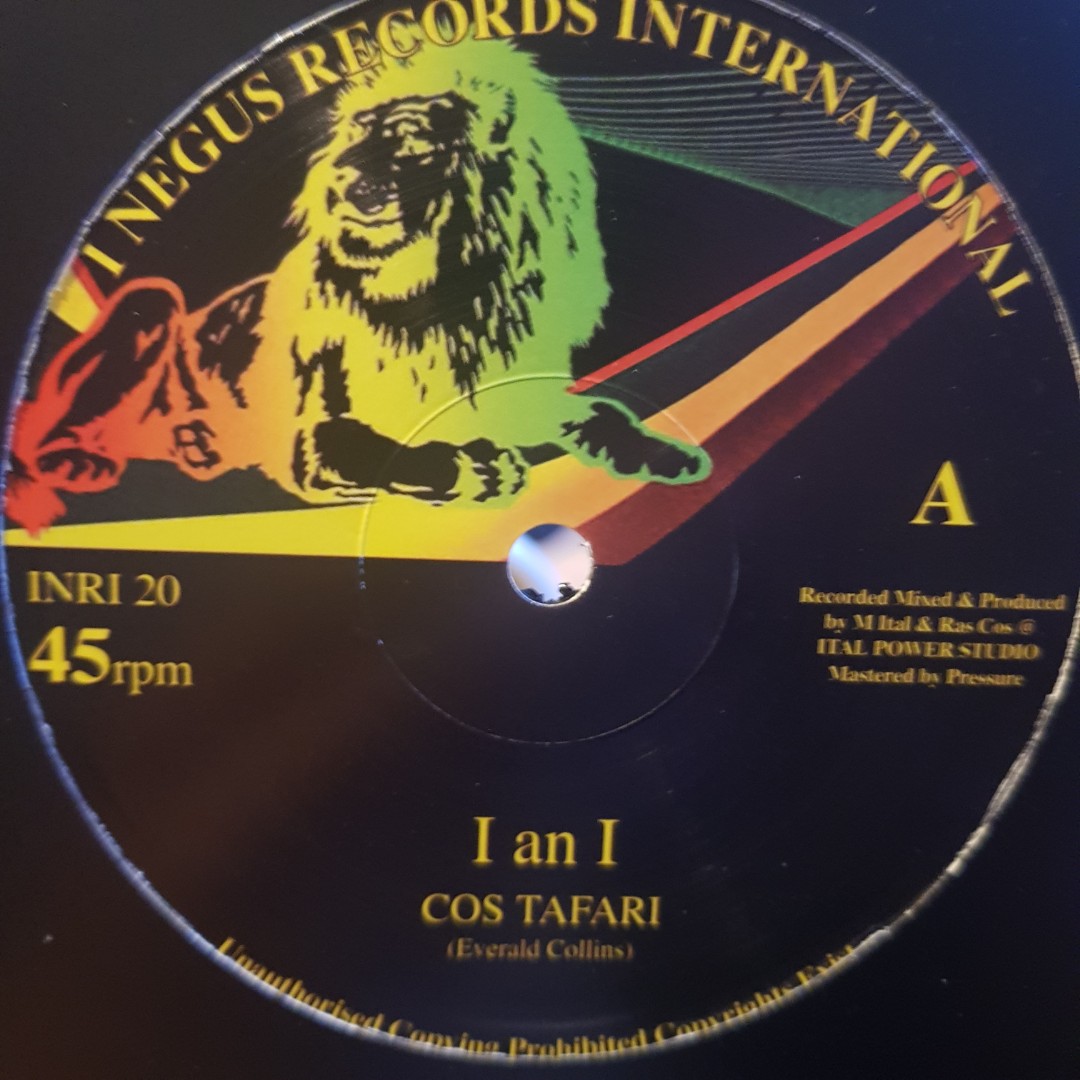 I NEGUS RECORDS INTERNATIONAL
A
INRI 20
45rpm
Recorded Mixed & Produced
by M Ital & Ras Cos @
ITAL POWER STUDIO
Mastered by Pressure
I an I
COS TAFARI
(Everald Collins)
Unauthorised Copying Prohibited Copyrights Exist